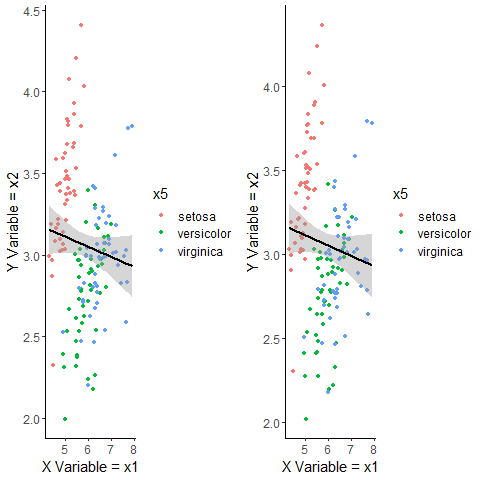 4.5
4.0
3.5
3.0
2.5
2.0
Y Variable = x2
5 6 7 8
X Variable = x1
x5
setosa
versicolor
virginica
4.0
3.5
3.0
2.5
2.0
Y Variable = x2
5 6 7 8
X Variable = x1
x5
setosa
versicolor
virginica